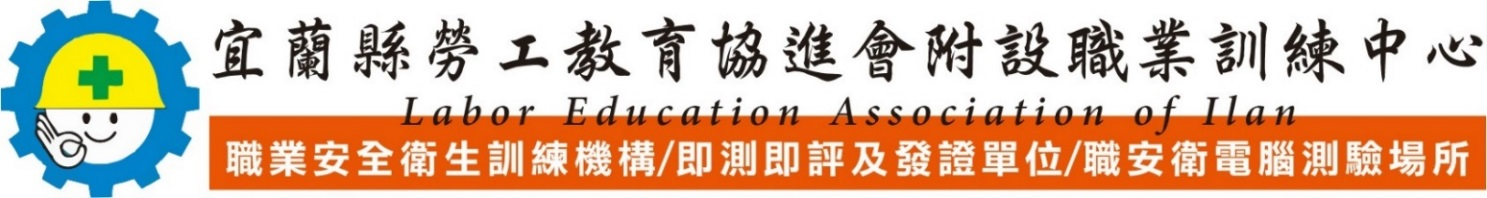 宜蘭縣勞工教育協進會附設職業訓練中心
Labor Education Association of Ilan
職業安全衛生訓練機構/即測即評及發證單位/職安衛電腦測驗場所